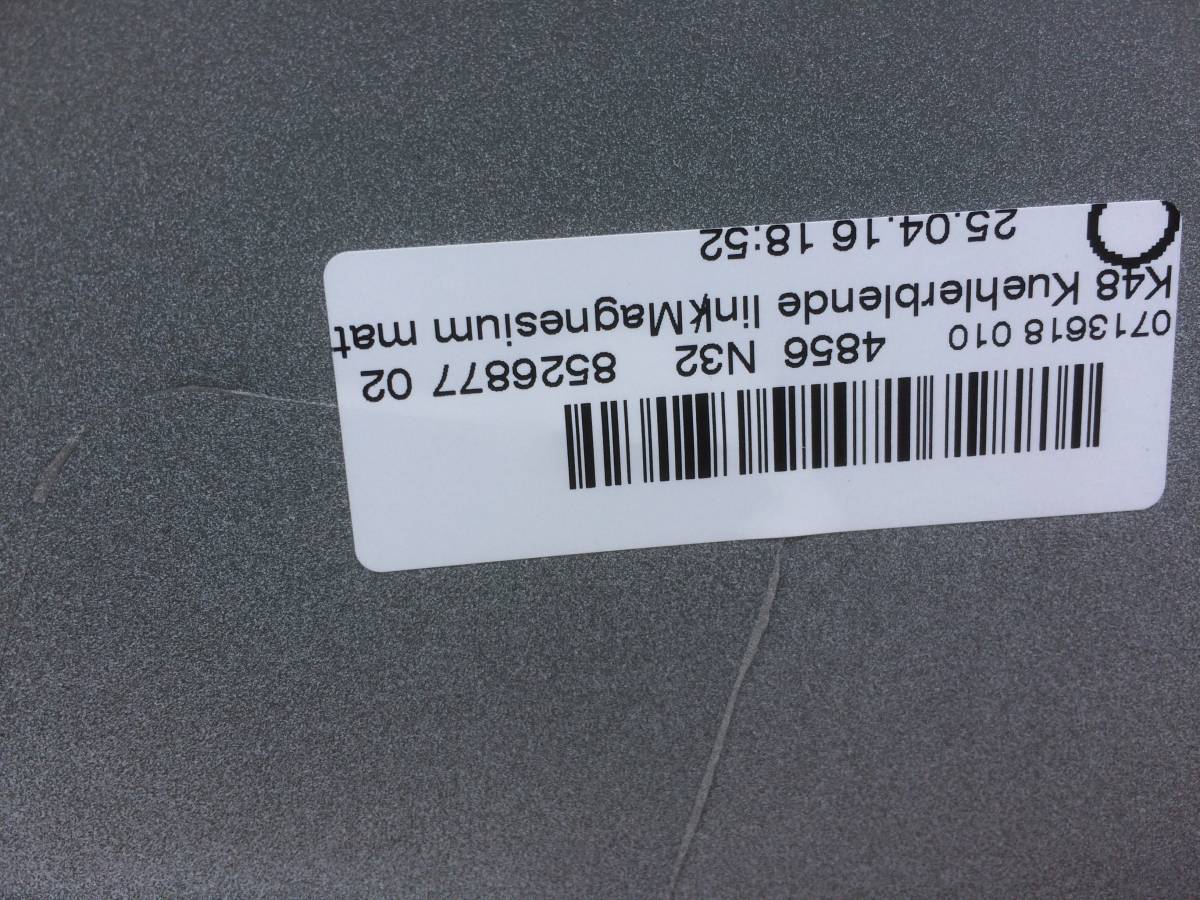 0713618 010 4856 N32 8526877 02
K48 Kuehlerblende linkMagnesium mat
25.04.16 18:52